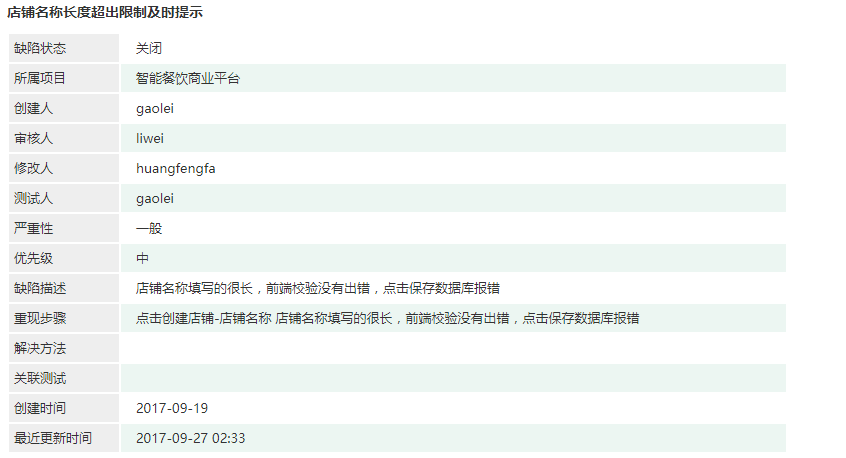 店铺名称长度超出限制及时提示
缺陷状态 关闭
所属项目 智能餐饮商业平台
创建人 gaolei
审核人 liwei
修改人 huangfengfa
测试人 gaolei
严重性 一般
优先级 中
缺陷描述 店铺名称填写的很长，前端校验没有出错，点击保存数据库报错
重现步骤 点击创建店铺-店铺名称 店铺名称填写的很长，前端校验没有出错，点击保存数据库报错
解决方法
关联测试
创建时间 2017-09-19
最近更新时间 2017-09-27 02:33